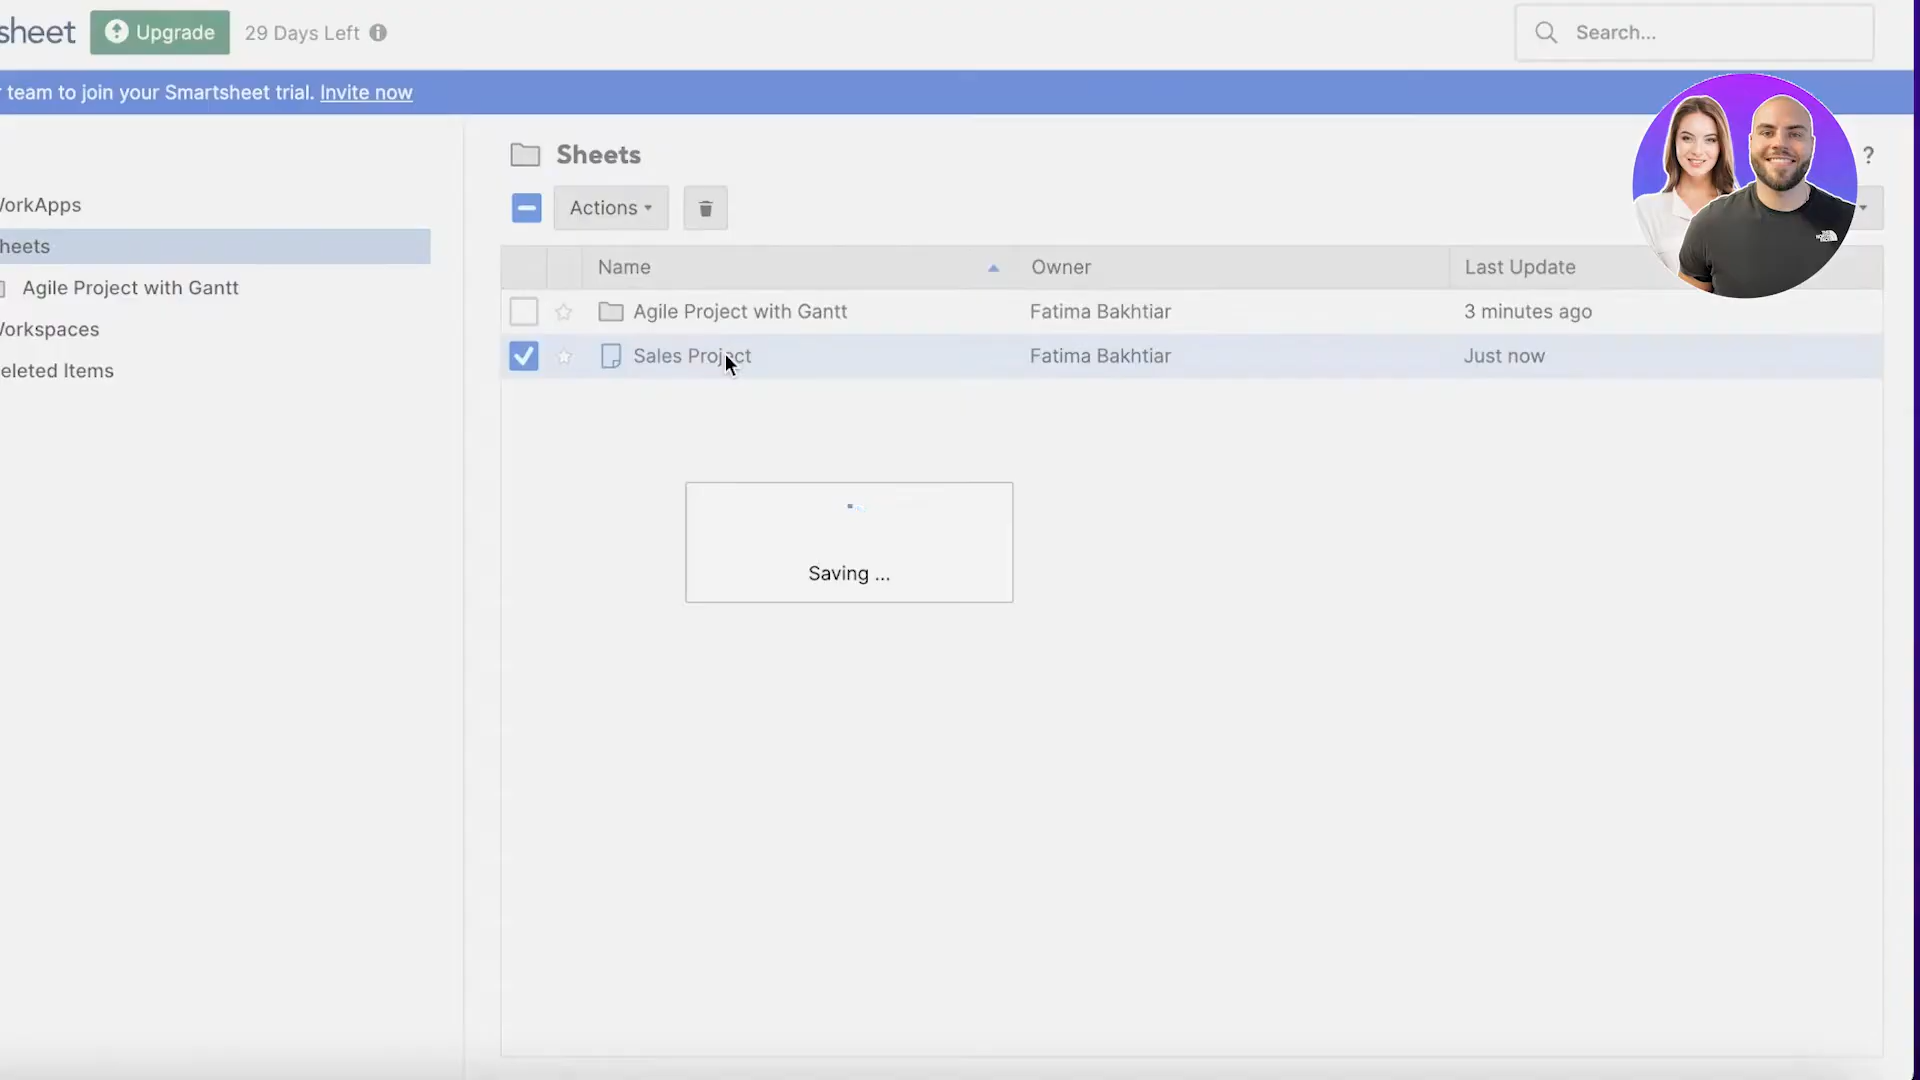 sheet
Upgrade
29 Days Left
Search...
team to join your Smartsheet trial. Invite now
Sheets
?
Actions
WorkApps
heets
Agile Project with Gantt
Workspaces
eleted Items
Name
Owner
Last Update
Agile Project with Gantt
Fatima Bakhtiar
3 minutes ago
Sales Project
Fatima Bakhtiar
Just now
Saving ...